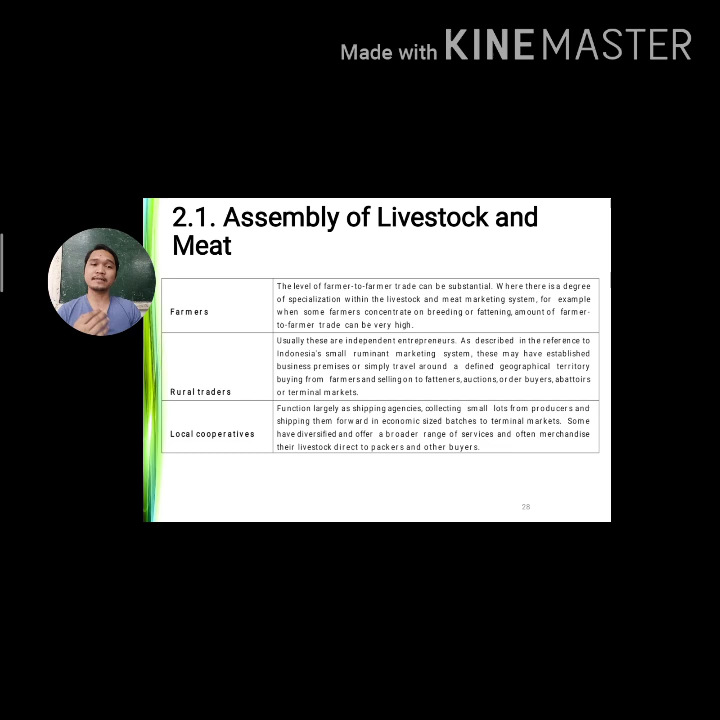 Made with KINEMASTER
2.1. Assembly of Livestock and
Meat
Farmers
The level of farmer-to-farmer trade can be substantial. Where there is a degree
of specialization within the livestock and meat marketing system, for example
when some farmers concentrate on breeding or fattening, amount of farmer-
to-farmer trade can be very high.
Rural traders
Usually these are independent entrepreneurs. As described in the reference to
Indonesia's small ruminant marketing system, these may have established
business premises or simply travel around a defined geographical territory
buying from farmers and selling on to fatteners, auctions, order buyers, abattoirs
or terminal markets.
Local cooperatives
Function largely as shipping agencies, collecting small lots from producers and
shipping them forward in economic sized batches to terminal markets. Some
have diversified and offer a broader range of services and often merchandise
their livestock direct to packers and other buyers.
28